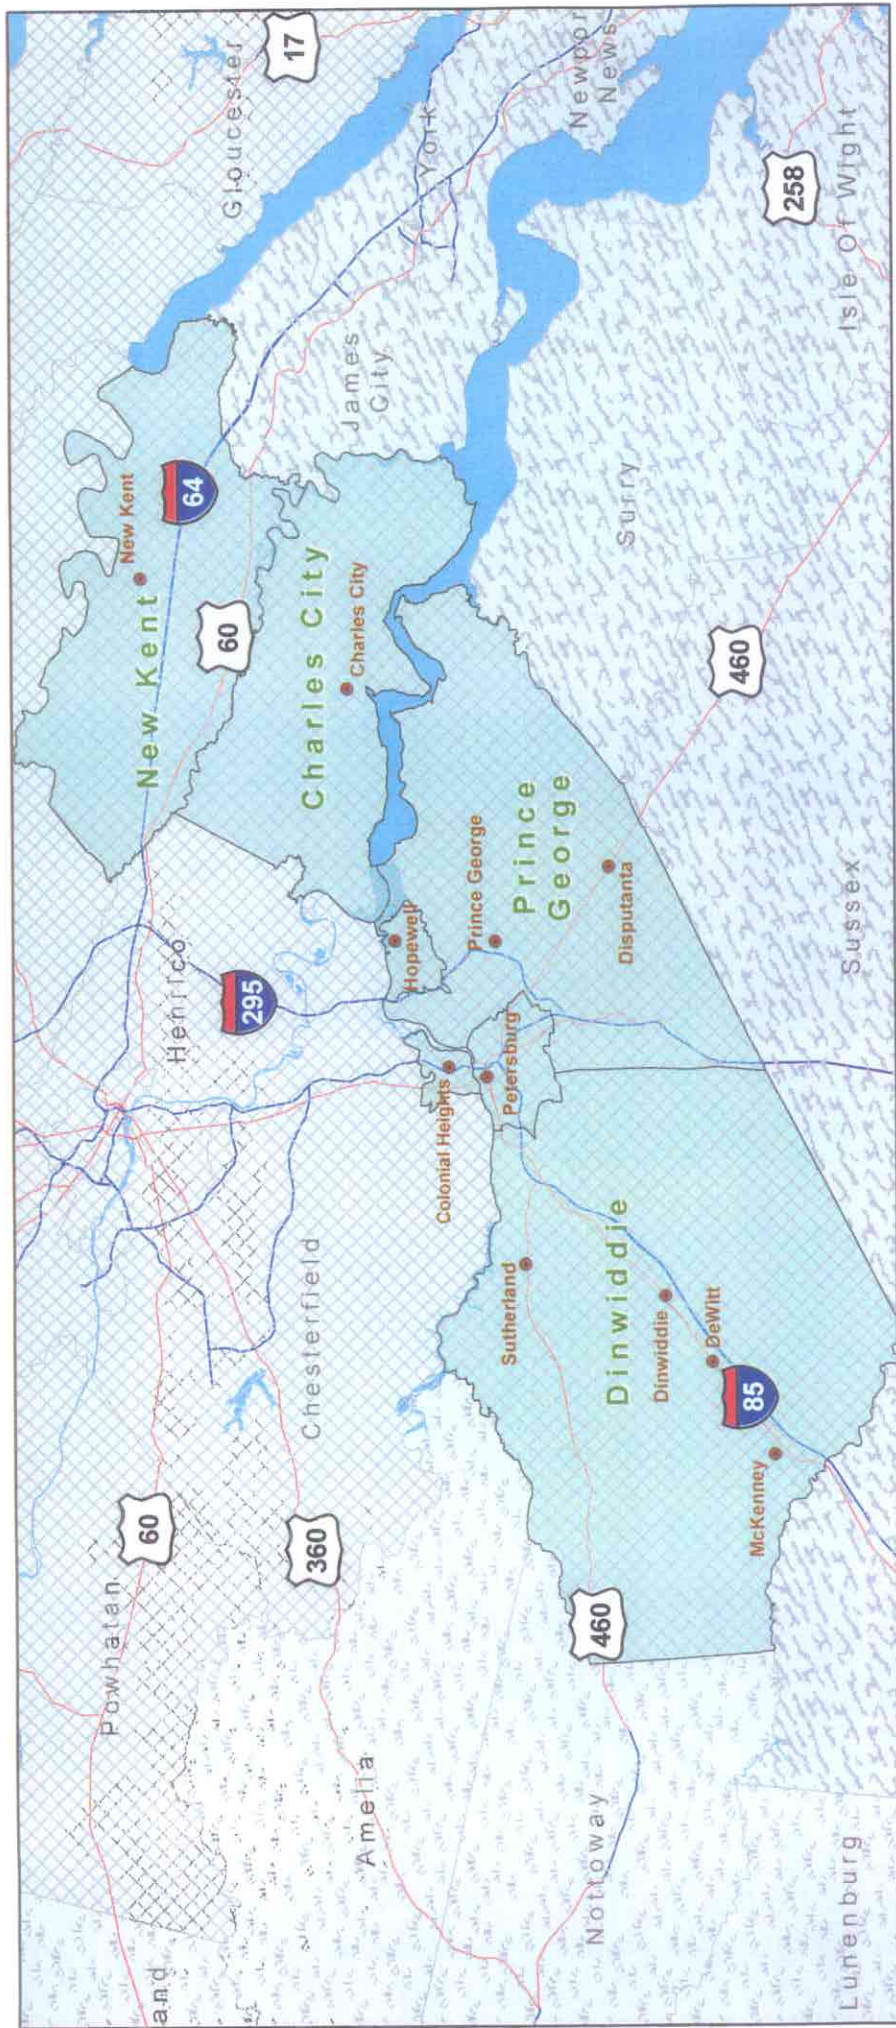 and
Powhatan
60
New Kent
New Kent
64
Henrico
60
Gloucester
17
295
Chesterfield
360
Charles City
Charles City
James
City
Amelia
York
Hopewell
Colonial Heights
Prince George
Petersburg
Sutherland
Prince
George
Newpor
News
460
Nottoway
Dinwiddie
Disputanta
Surry
Dinwiddie
DeWitt
460
85
McKenney
258
Isle Of Wight
Sussex
Lunenburg